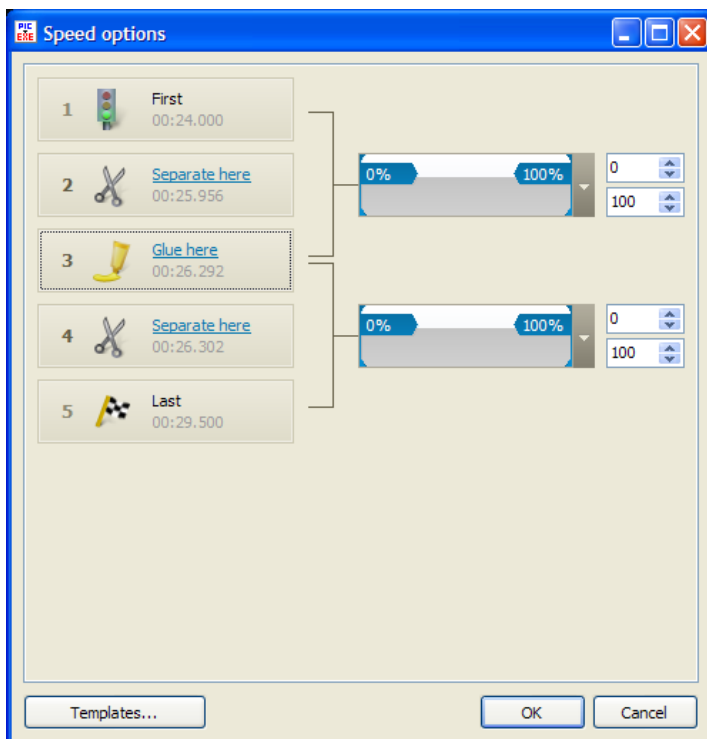 PIC
EXE
Speed options
1
First
00:24.000
2
Separate here
00:25.956
0% 100%
0
100
3
Glue here
00:26.292
4
Separate here
00:26.302
0% 100%
0
100
5
Last
00:29.500
Templates...
OK
Cancel